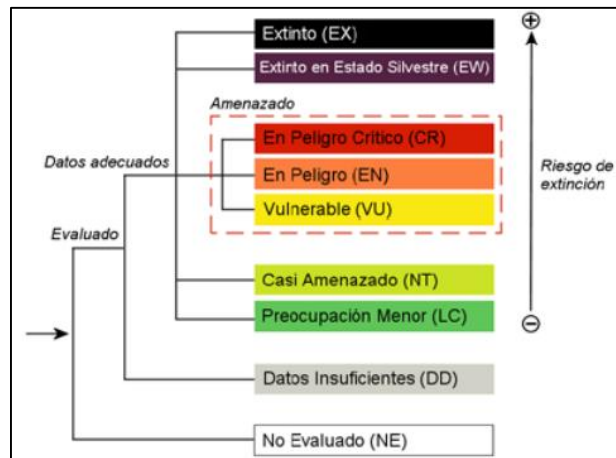 Extinto (EX)
Extinto en Estado Silvestre (EW)
Amenazado
En Peligro Crítico (CR)
Datos adecuados
En Peligro (EN)
Riesgo de
extinción
Vulnerable (VU)
Evaluado
Casi Amenazado (NT)
Preocupación Menor (LC)
Datos Insuficientes (DD)
No Evaluado (NE)